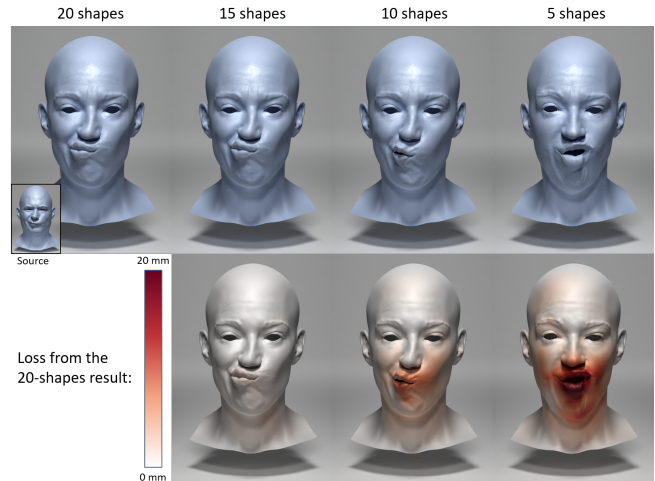 20 shapes
15 shapes
10 shapes
5 shapes
Source
20 mm
Loss from the
20-shapes result:
0 mm